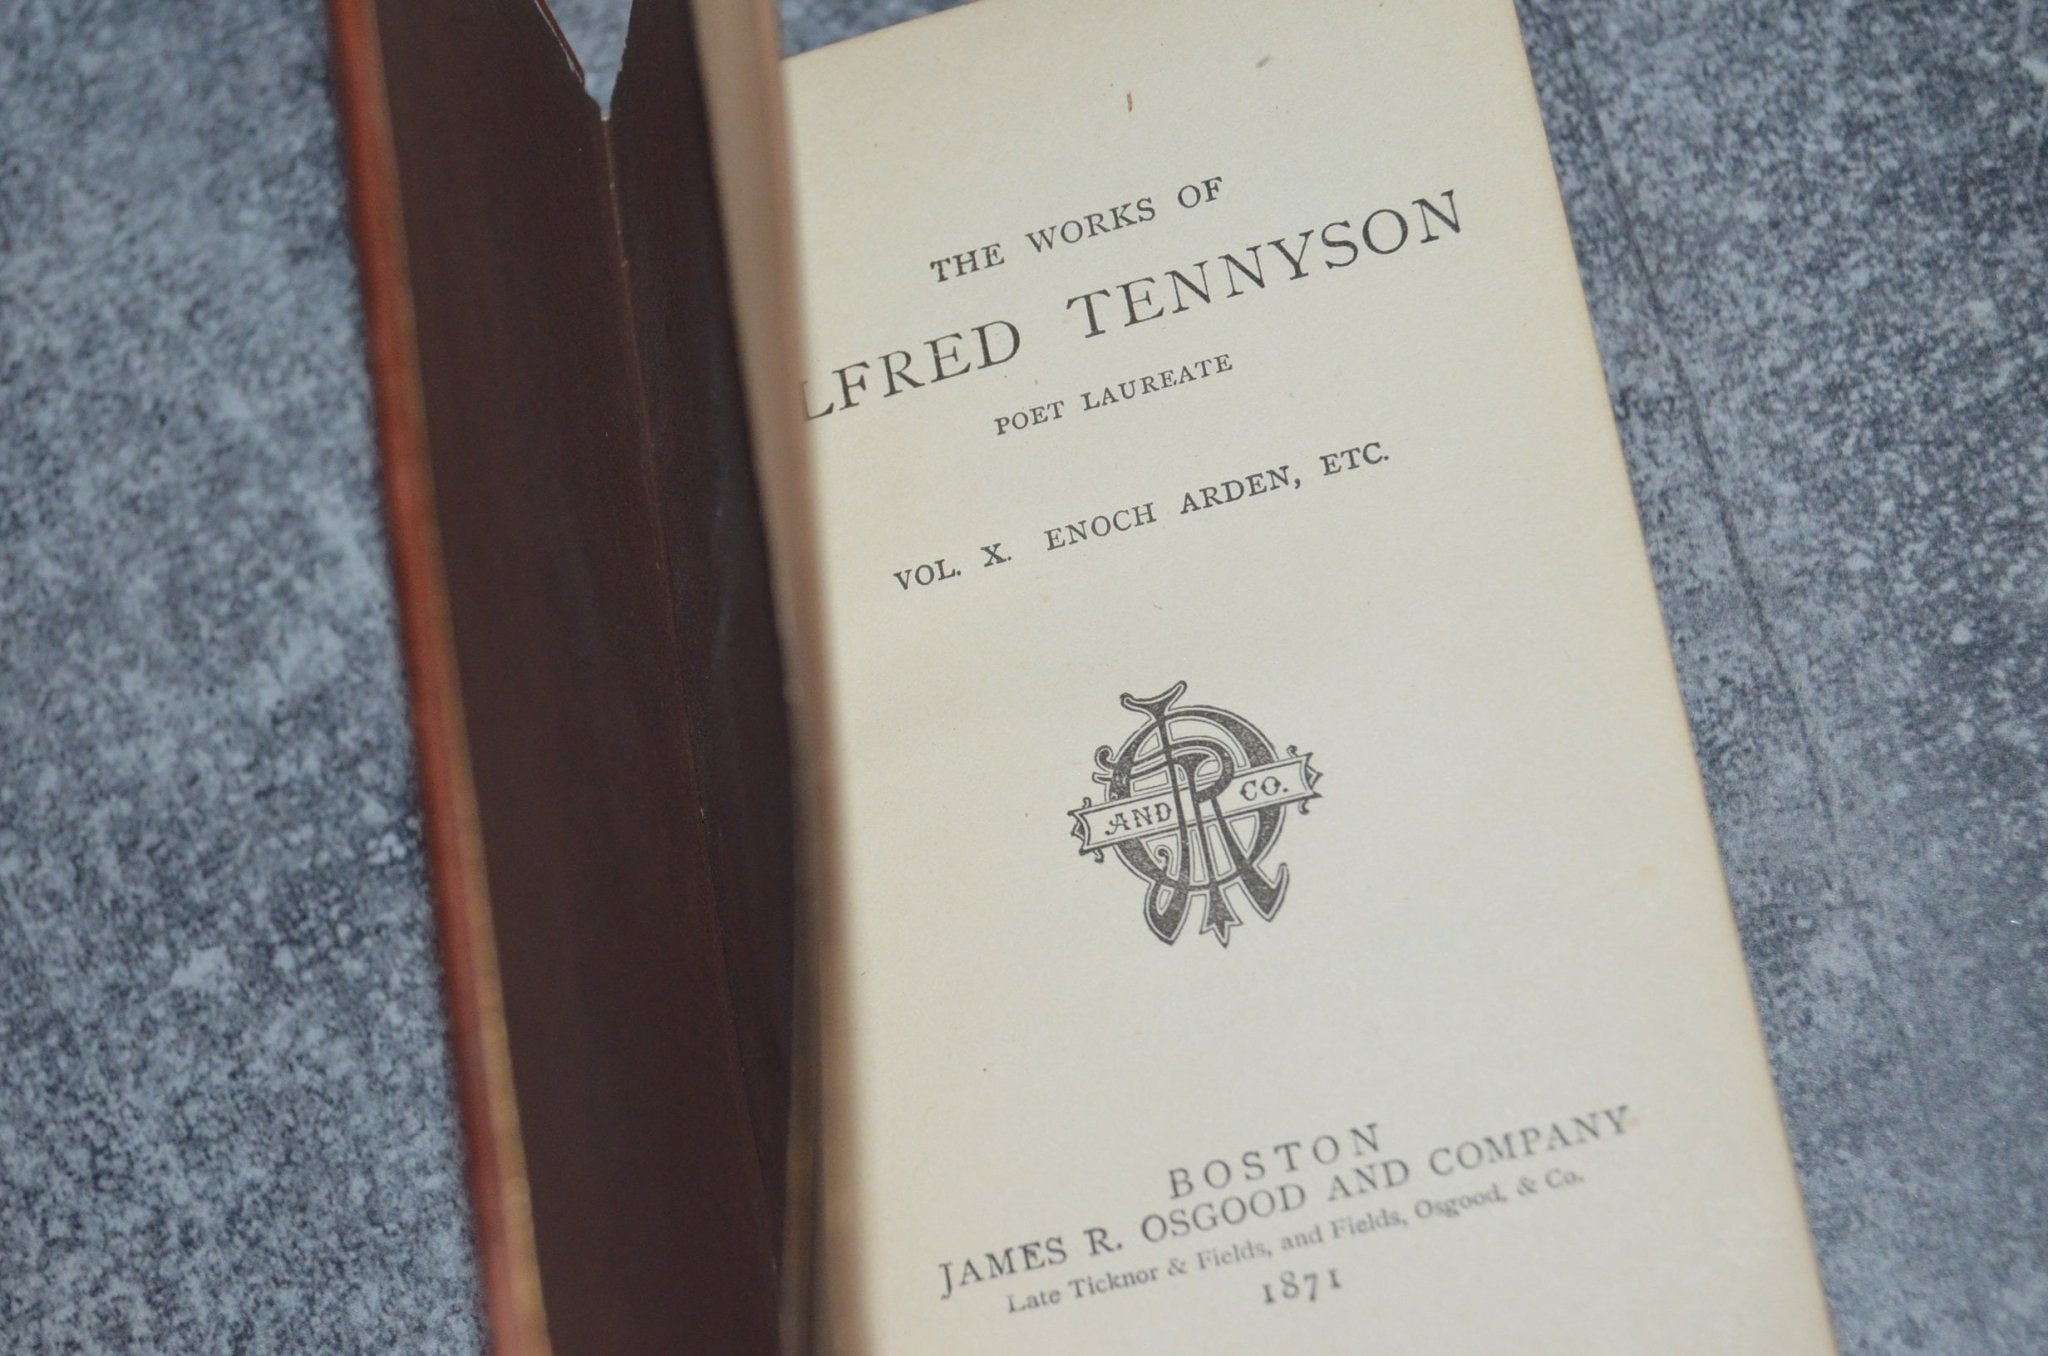 THE WORKS OF
LFRED TENNYSON
POET LAUREATE
VOL. X. ENOCH ARDEN, ETC.
AND CO.
BOSTON
JAMES R. OSGOOD AND COMPANY
Late Ticknor & Fields, and Fields, Osgood, & Co.
1871